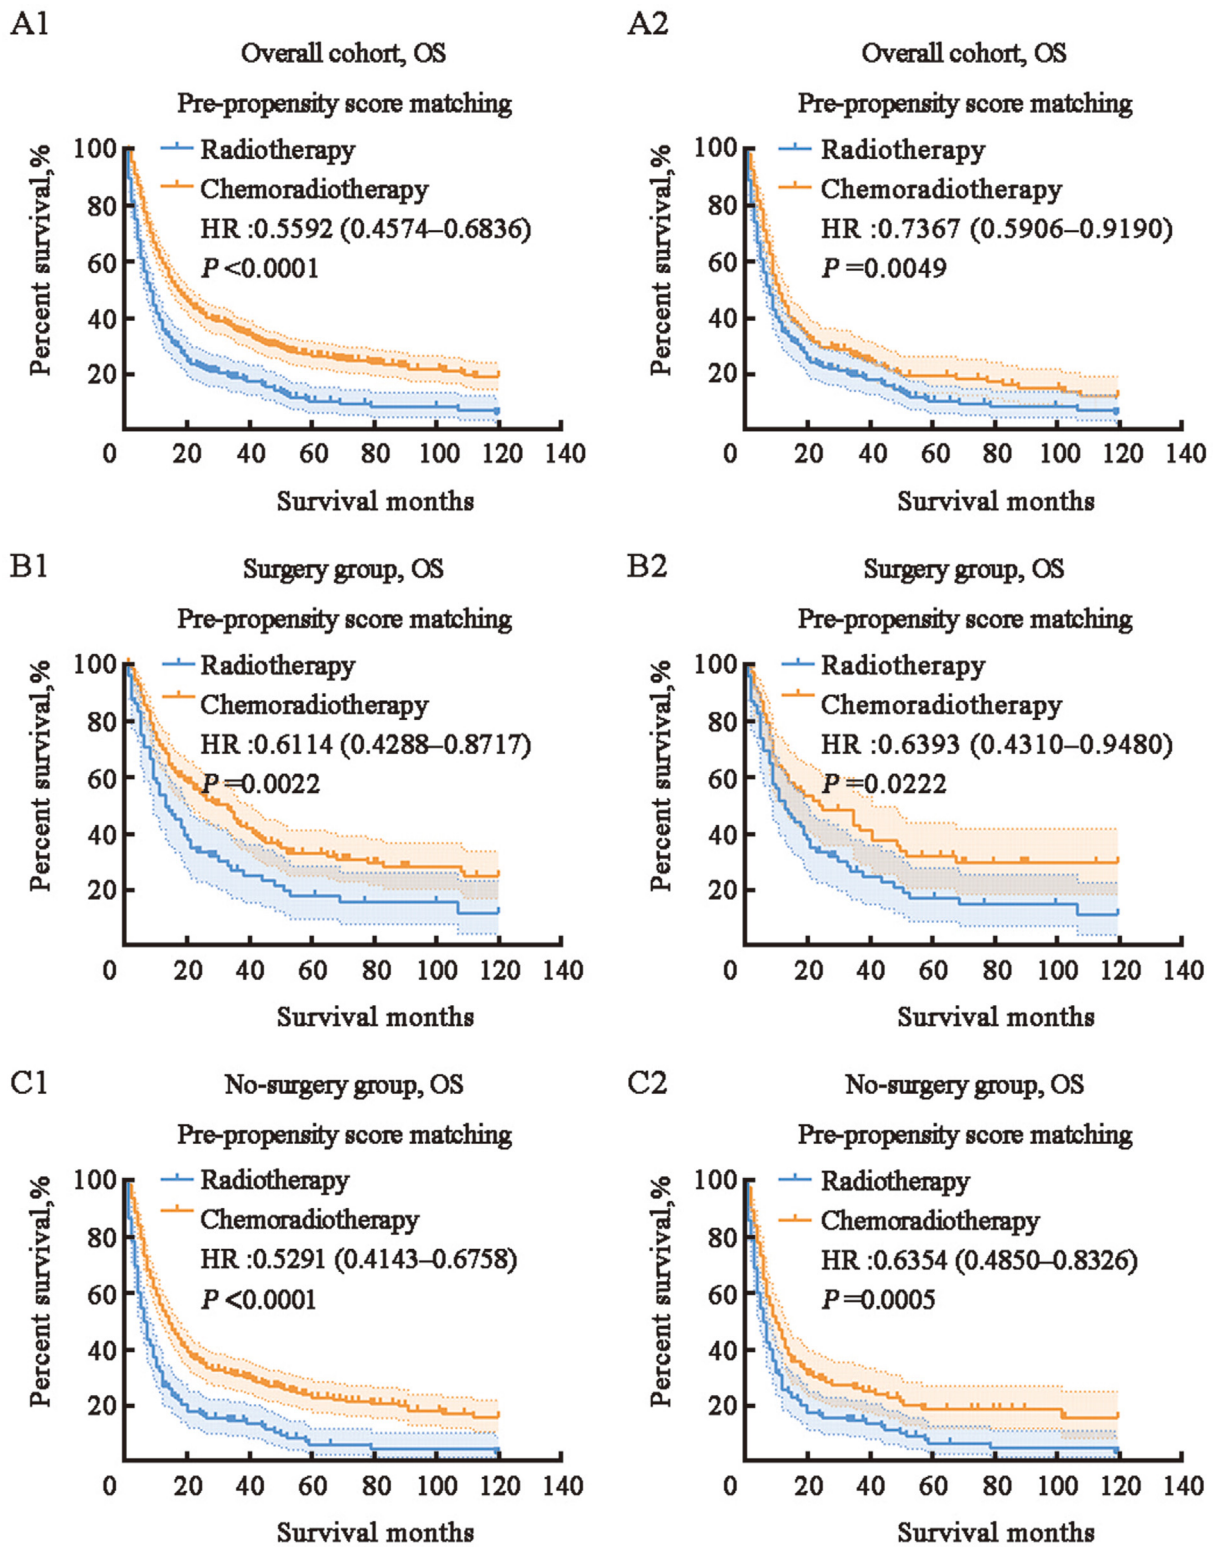 A1
Overall cohort, OS
Pre-propensity score matching
Radiotherapy
Chemoradiotherapy
HR :0.5592 (0.4574–0.6836)
P <0.0001
Percent survival,%
100
80
60
40
20
0 20 40 60 80 100 120 140
Survival months
A2
Overall cohort, OS
Pre-propensity score matching
Radiotherapy
Chemoradiotherapy
HR :0.7367 (0.5906–0.9190)
P =0.0049
Percent survival,%
100
80
60
40
20
0 20 40 60 80 100 120 140
Survival months
B1
Surgery group, OS
Pre-propensity score matching
Radiotherapy
Chemoradiotherapy
HR :0.6114 (0.4288–0.8717)
P =0.0022
Percent survival,%
100
80
60
40
20
0 20 40 60 80 100 120 140
Survival months
B2
Surgery group, OS
Pre-propensity score matching
Radiotherapy
Chemoradiotherapy
HR :0.6393 (0.4310–0.9480)
P =0.0222
Percent survival,%
100
80
60
40
20
0 20 40 60 80 100 120 140
Survival months
C1
No-surgery group, OS
Pre-propensity score matching
Radiotherapy
Chemoradiotherapy
HR :0.5291 (0.4143–0.6758)
P <0.0001
Percent survival,%
100
80
60
40
20
0 20 40 60 80 100 120 140
Survival months
C2
No-surgery group, OS
Pre-propensity score matching
Radiotherapy
Chemoradiotherapy
HR :0.6354 (0.4850–0.8326)
P =0.0005
Percent survival,%
100
80
60
40
20
0 20 40 60 80 100 120 140
Survival months